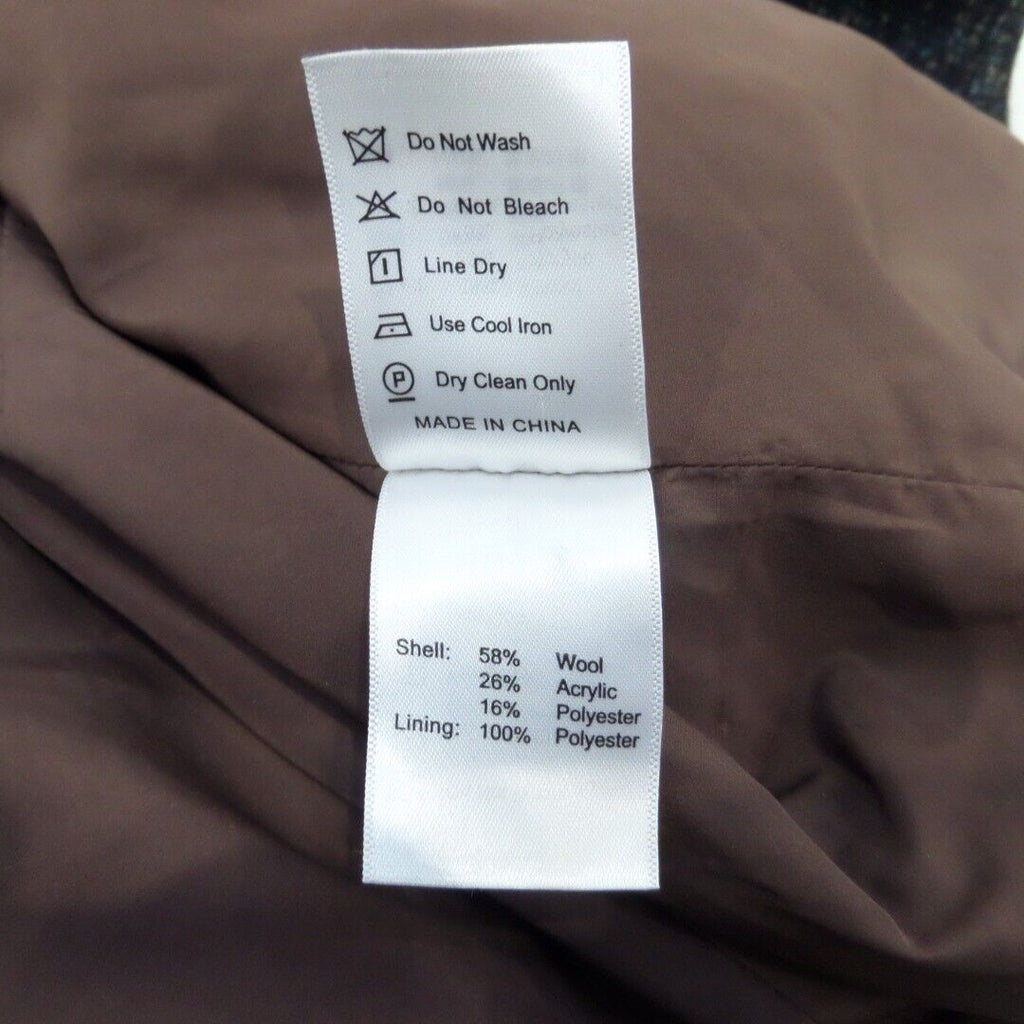 Do Not Wash
Do Not Bleach
Line Dry
Use Cool Iron
P Dry Clean Only
MADE IN CHINA
Shell: 58% Wool
26% Acrylic
16% Polyester
Lining: 100% Polyester